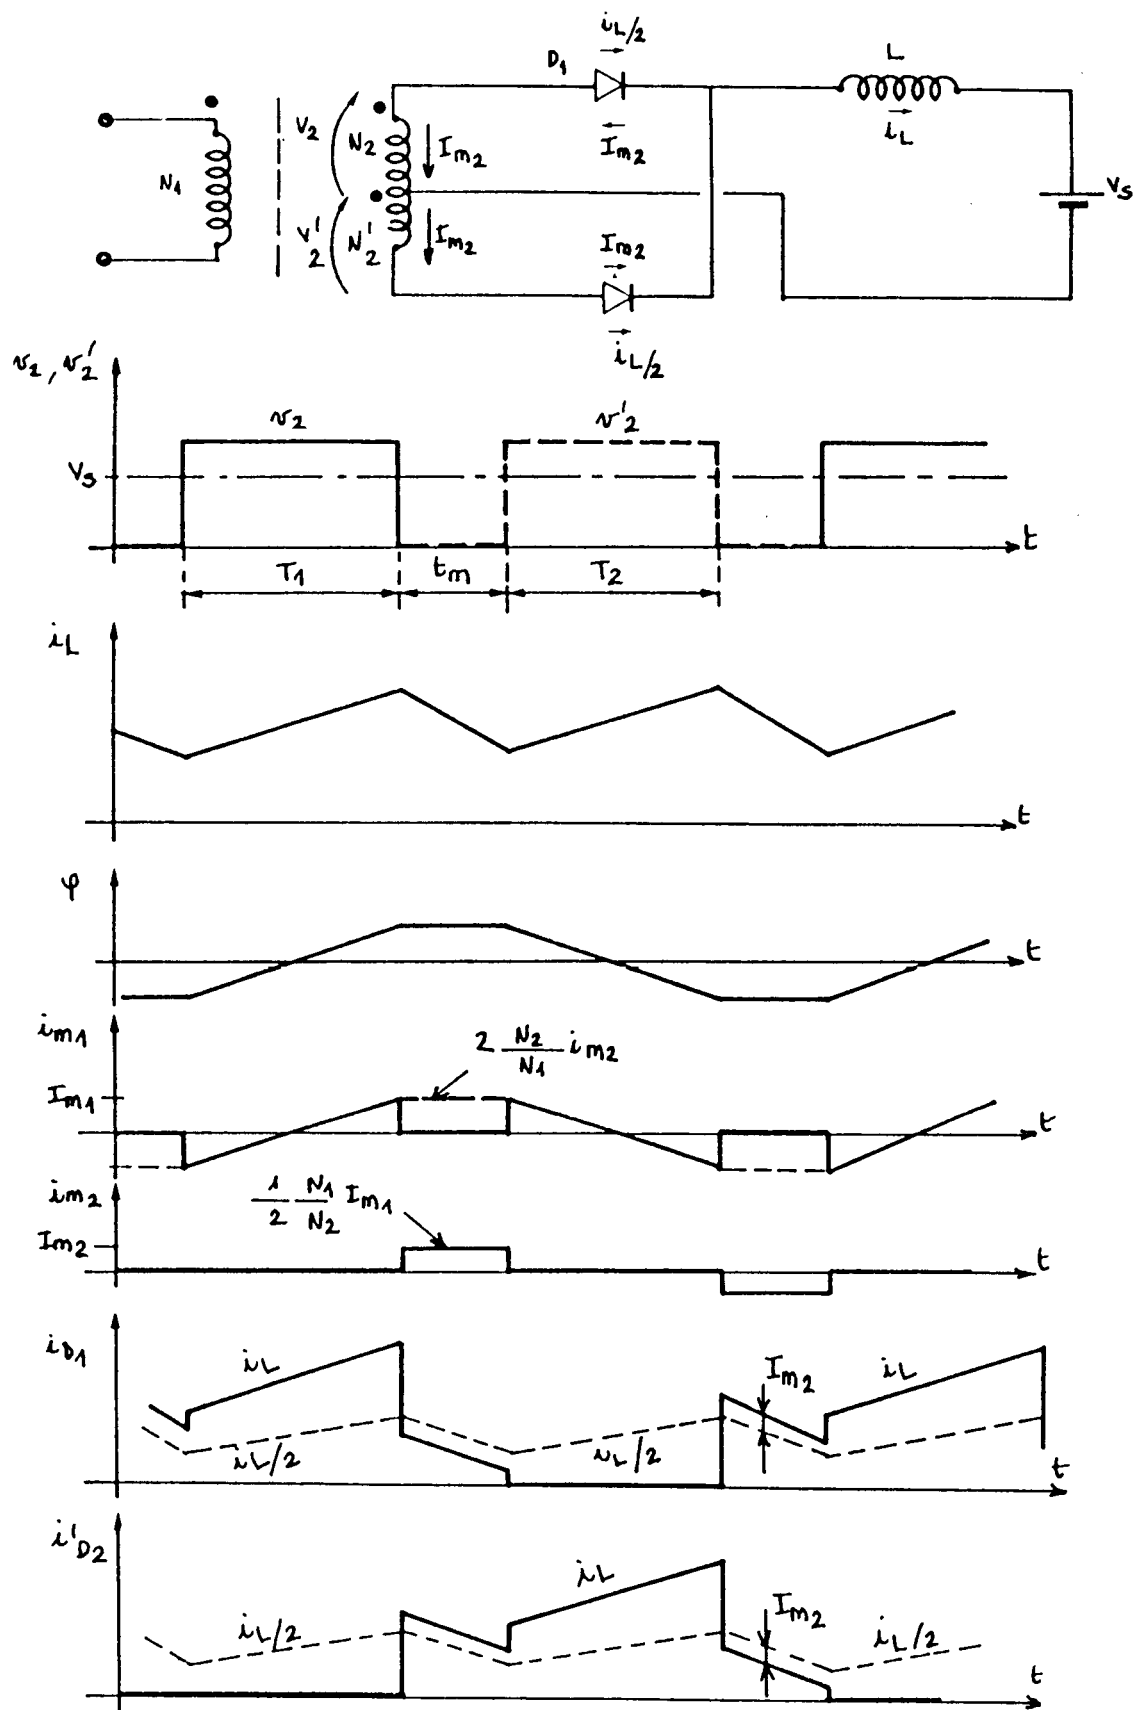 iL/2
D1
Im2
L
iL
V2
N2
Im2
N1
VS
V'2
N'2
Im2
Im2
iL/2
v2, v'2
v2
v'2
VS
t
T1
tm
T2
iL
t
φ
t
im1
2 N2/N1 im2
Im1
t
im2
1/2 N1/N2 Im1
Im2
t
iD1
iL
Im2
iL
iL/2
iL/2
t
i'D2
iL
Im2
iL/2
iL/2
t